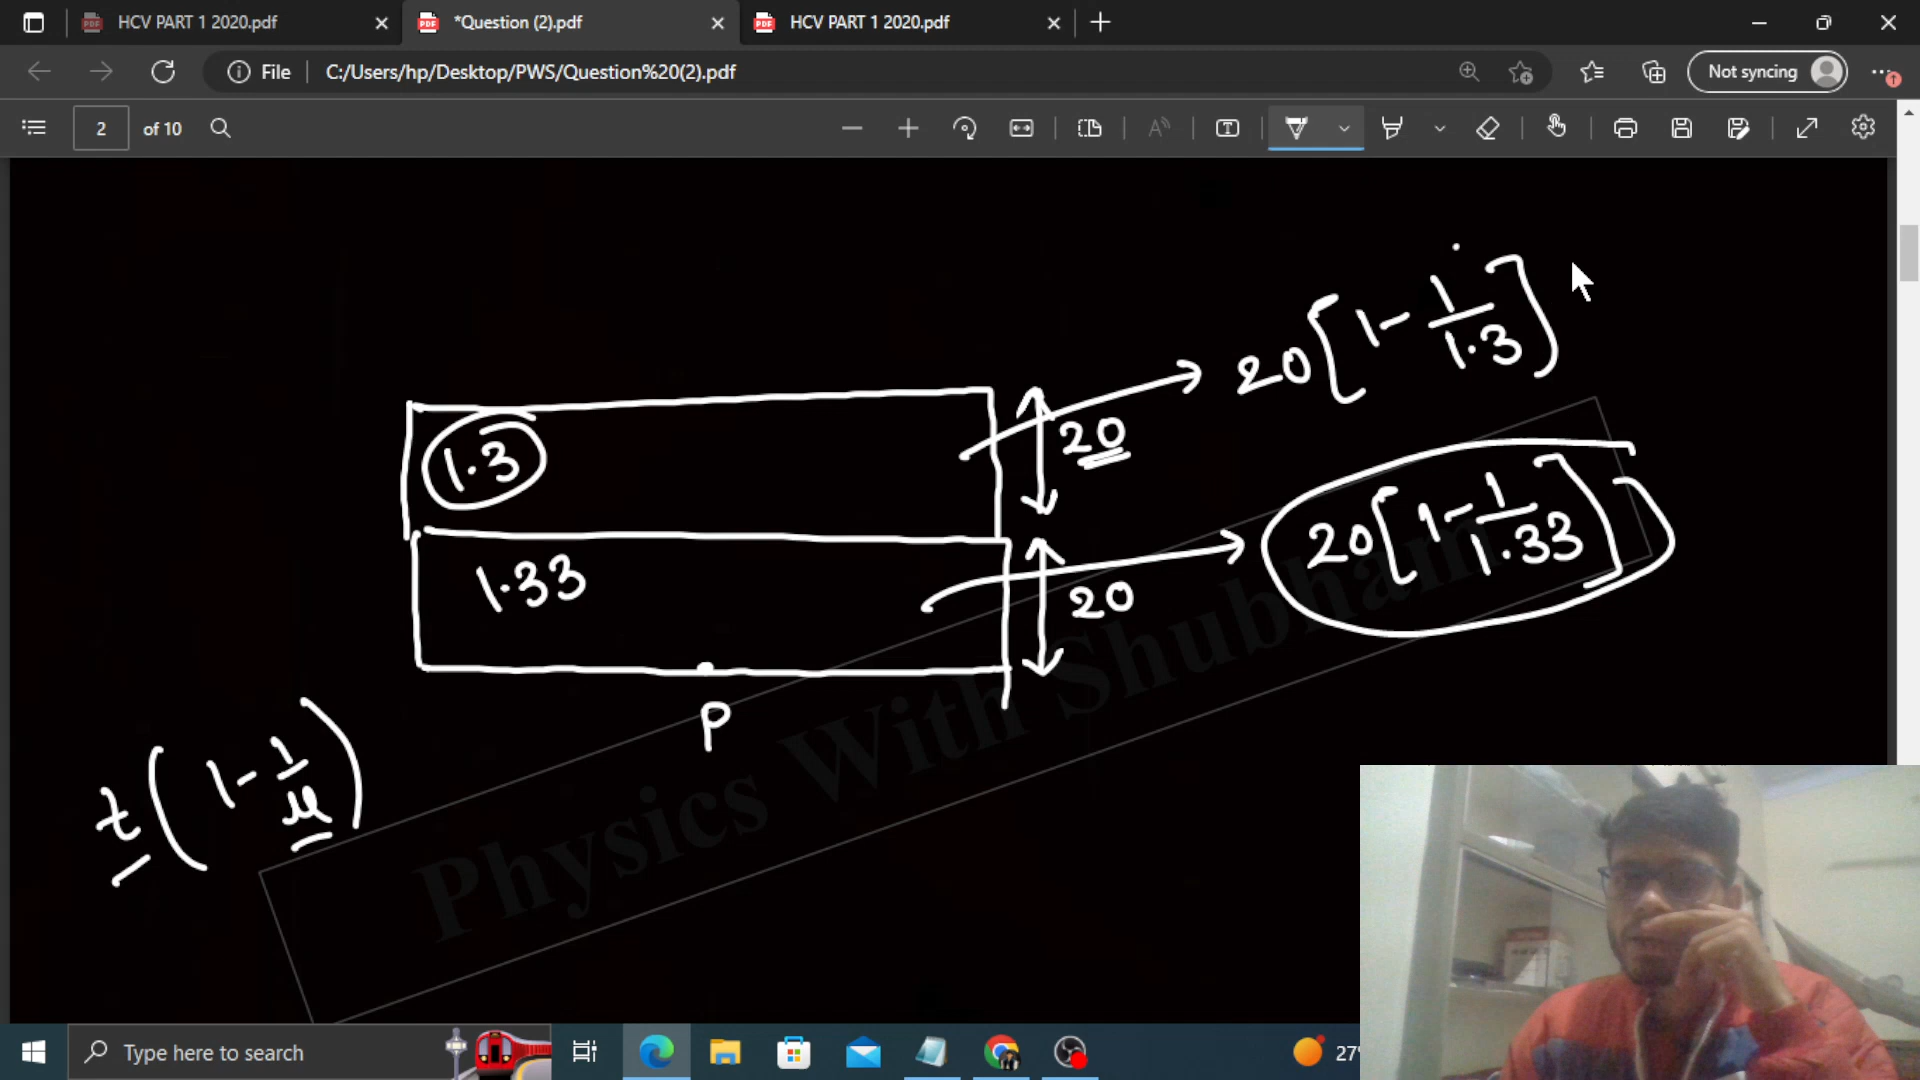 HCV PART 1 2020.pdf
*Question (2).pdf
HCV PART 1 2020.pdf
File
C:/Users/hp/Desktop/PWS/Question%20(2).pdf
Not syncing
2 of 10
20[1-1/1.3]
1.3
20
20[1-1/1.33]
1.33
20
P
t(1-1/μ)
Physics With Shubham
Type here to search
27°